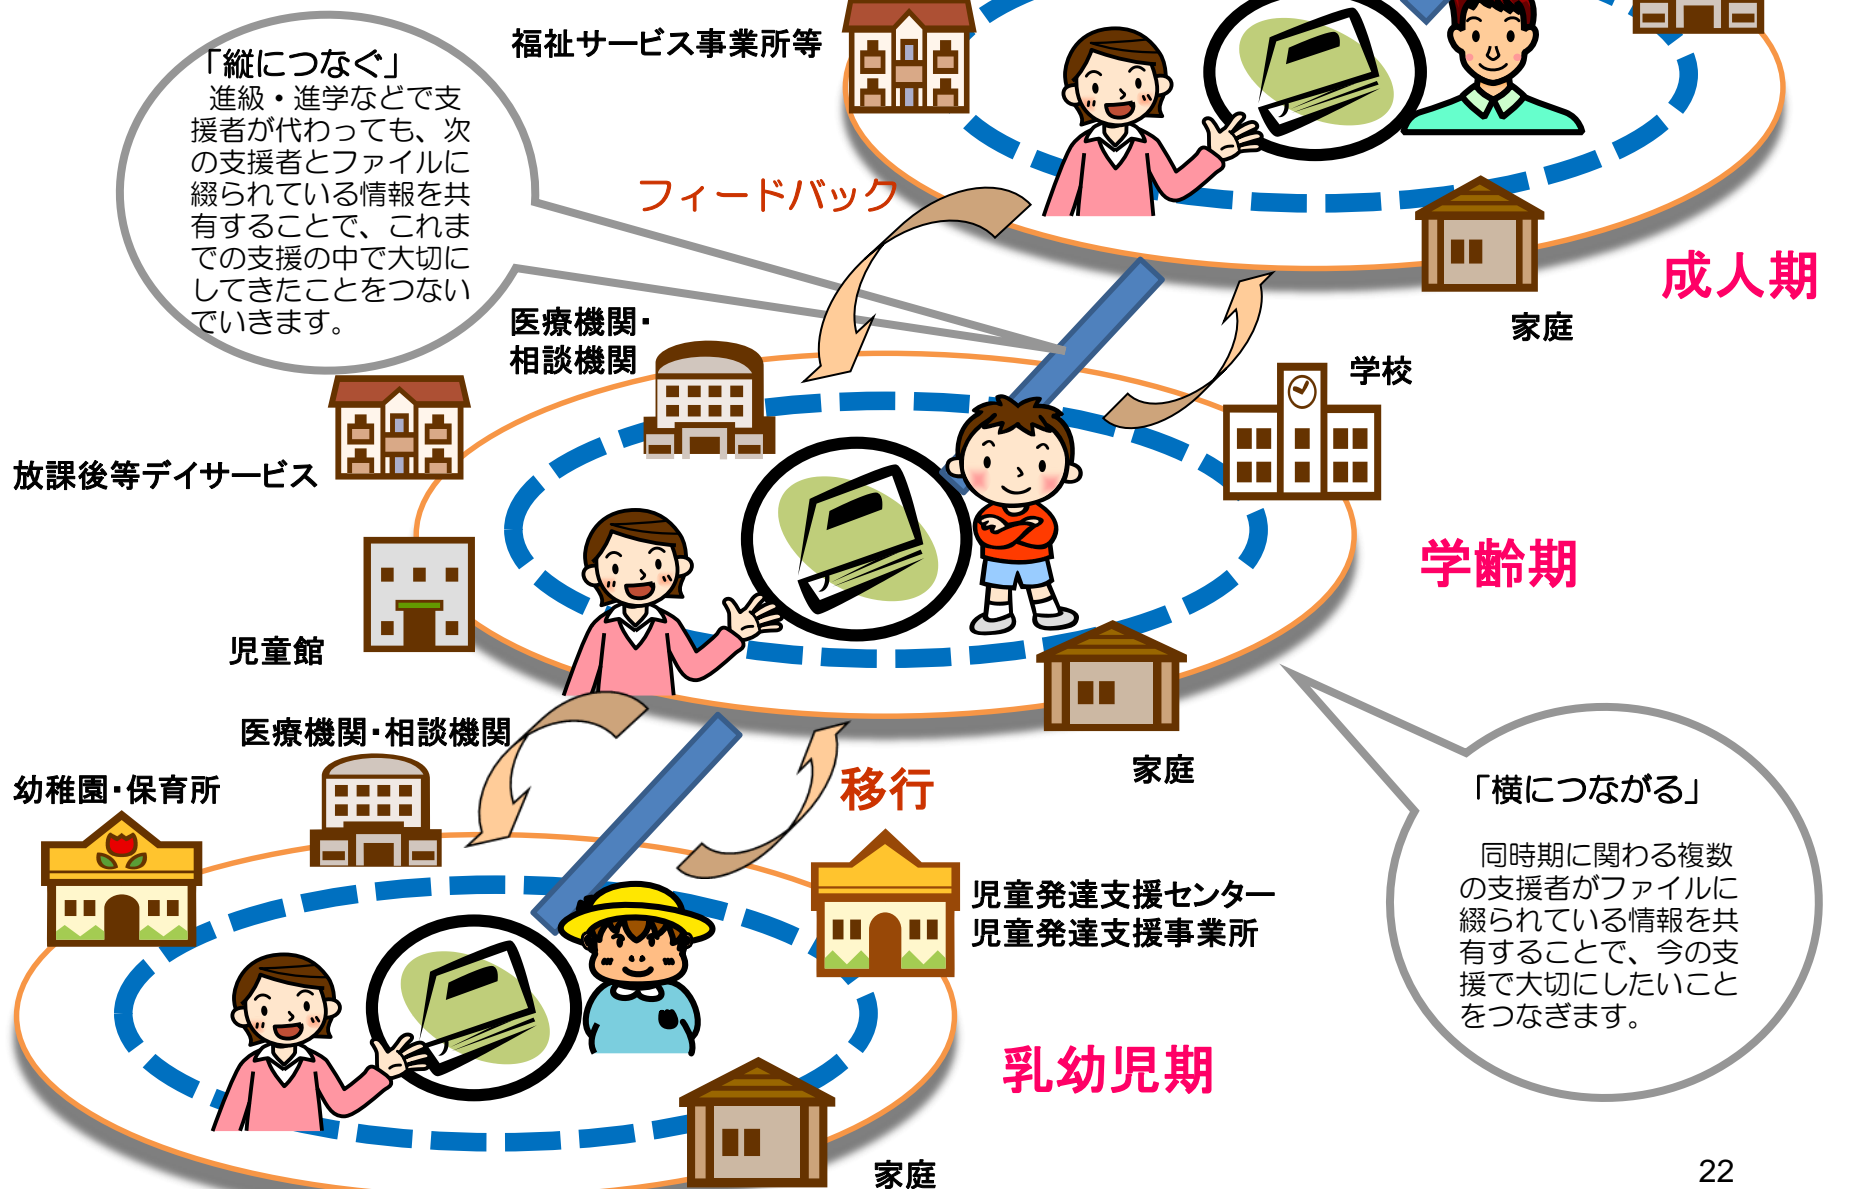 福祉サービス事業所等
「縦につなぐ」
進級・進学などで支
援者が代わっても、次
の支援者とファイルに
綴られている情報を共
有することで、これま
での支援の中で大切に
してきたことをつない
でいきます。
フィードバック
成人期
家庭
医療機関・
相談機関
学校
放課後等デイサービス
学齢期
児童館
医療機関・相談機関
家庭
移行
幼稚園・保育所
「横につながる」
同時期に関わる複数
の支援者がファイルに
綴られている情報を共
有することで、今の支
援で大切にしたいこと
をつなぎます。
児童発達支援センター
児童発達支援事業所
乳幼児期
家庭
22